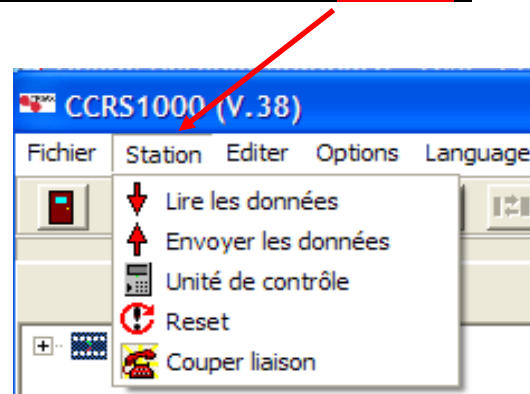 CCRS1000 (V.38)
Fichier Station Editer Options Language
Lire les données
Envoyer les données
Unité de contrôle
Reset
Couper liaison